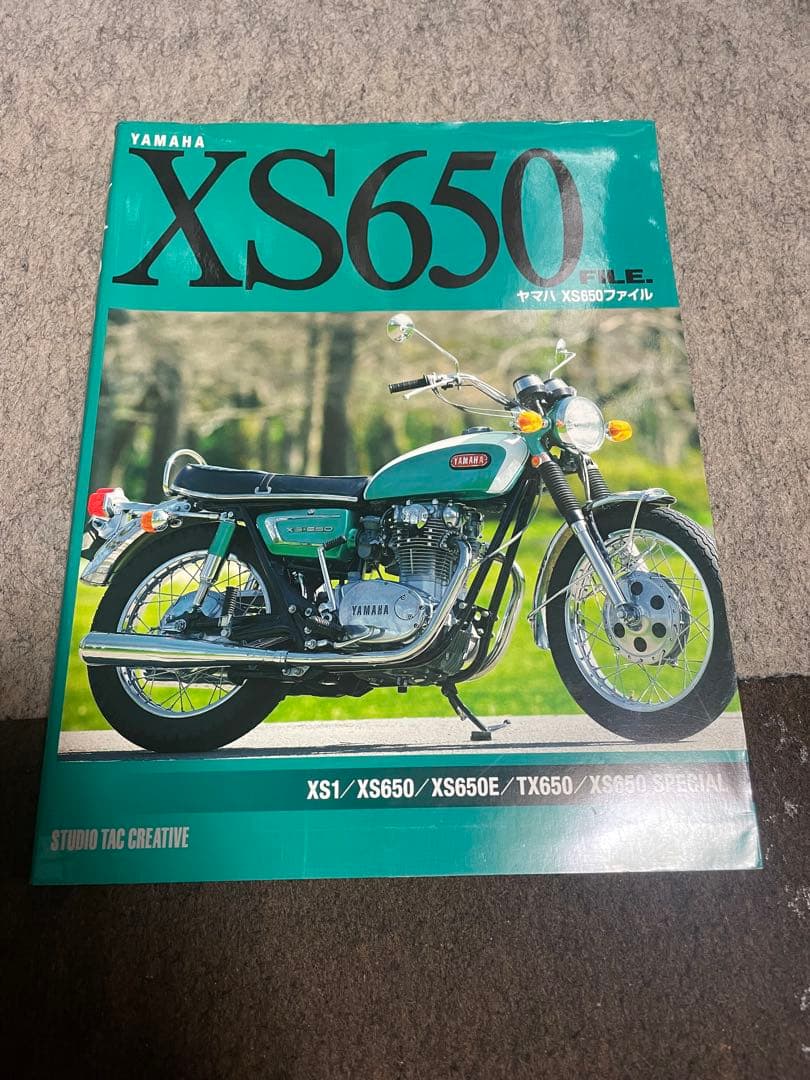 YAMAHA
XS650
FILE.
ヤマハ XS650ファイル
YAMAHA
XS-650
YAMAHA
XS1/XS650/XS650E/TX650/XS650 SPECIAL
STUDIO TAC CREATIVE